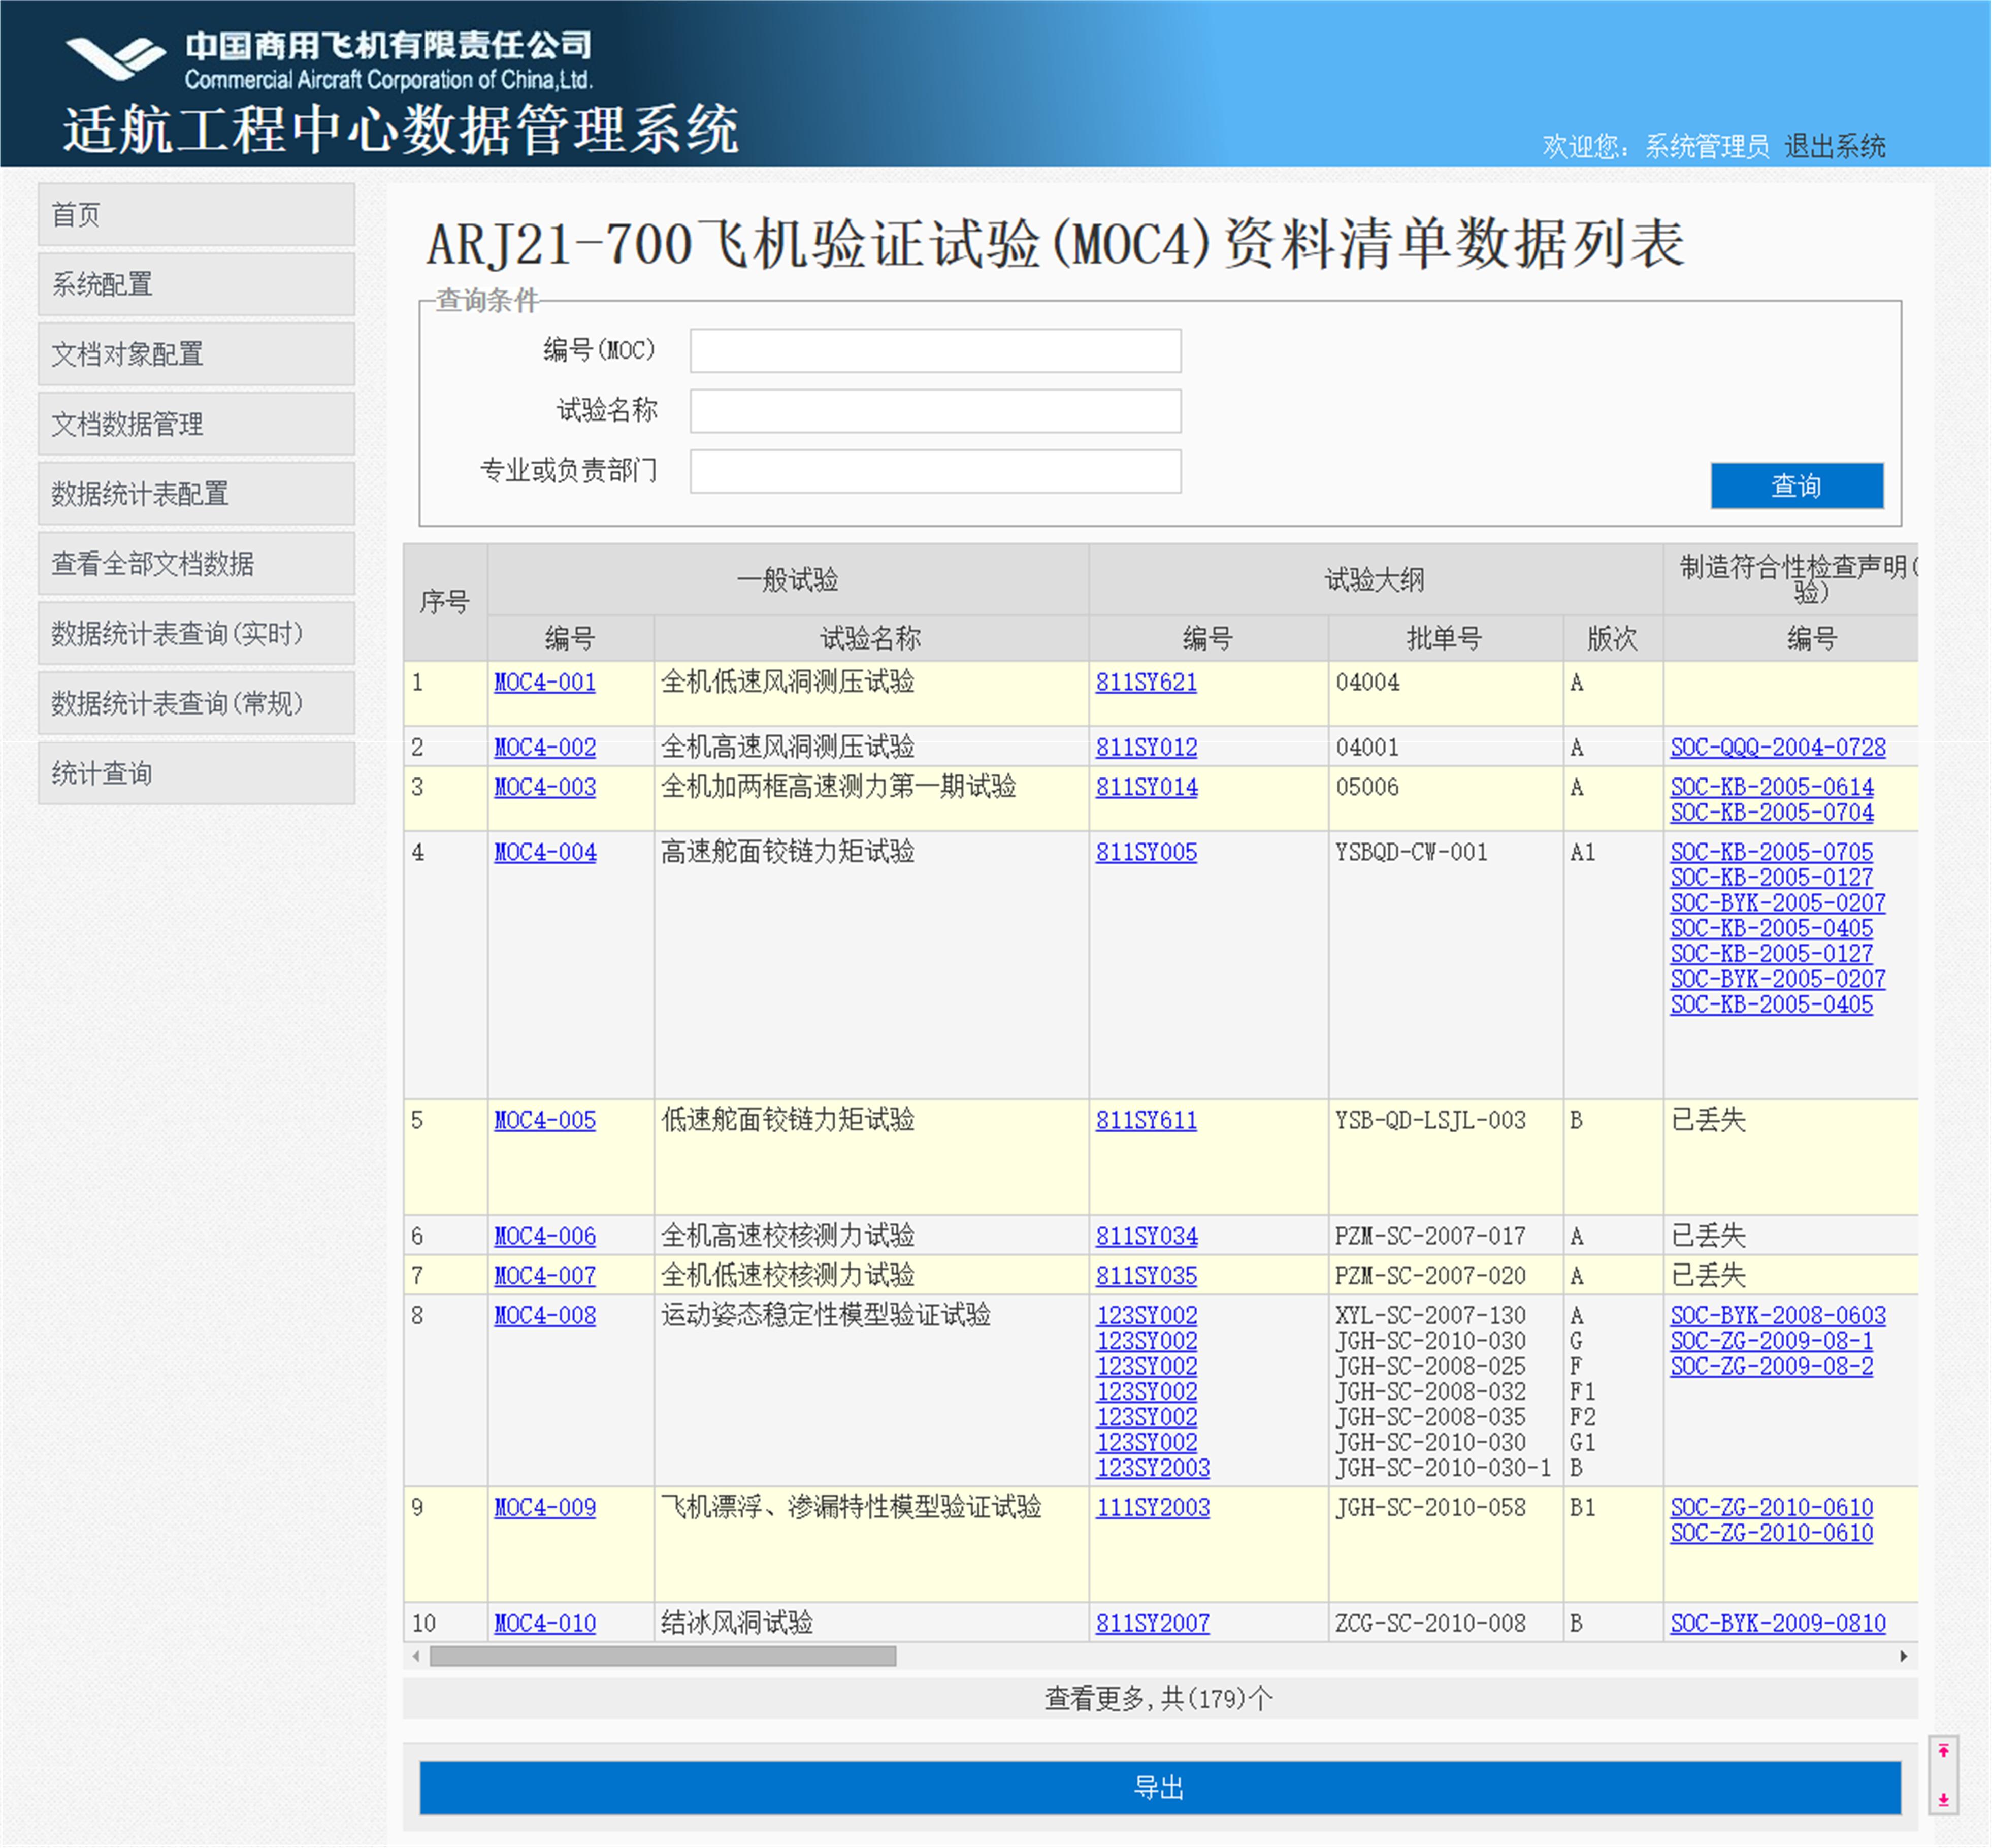 中国商用飞机有限责任公司
Commercial Aircraft Corporation of China,Ltd.
适航工程中心数据管理系统
欢迎您：系统管理员 退出系统
首页
系统配置
文档对象配置
文档数据管理
数据统计表配置
查看全部文档数据
数据统计表查询(实时)
数据统计表查询(常规)
统计查询
ARJ21-700飞机验证试验(MOC4)资料清单数据列表
查询条件
编号(MOC)
试验名称
专业或负责部门
查询
序号 一般试验 试验大纲 制造符合性检查声明(
验)
编号 试验名称 编号 批单号 版次 编号
1 MOC4-001 全机低速风洞测压试验 811SY621 04004 A
2 MOC4-002 全机高速风洞测压试验 811SY012 04001 A SOC-QQQ-2004-0728
3 MOC4-003 全机加两框高速测力第一期试验 811SY014 05006 A SOC-KB-2005-0614
SOC-KB-2005-0704
4 MOC4-004 高速舵面铰链力矩试验 811SY005 YSBQD-CW-001 A1 SOC-KB-2005-0705
SOC-KB-2005-0127
SOC-BYK-2005-0207
SOC-KB-2005-0405
SOC-KB-2005-0127
SOC-BYK-2005-0207
SOC-KB-2005-0405
5 MOC4-005 低速舵面铰链力矩试验 811SY611 YSB-QD-LSJL-003 B 已丢失
6 MOC4-006 全机高速校核测力试验 811SY034 PZM-SC-2007-017 A 已丢失
7 MOC4-007 全机低速校核测力试验 811SY035 PZM-SC-2007-020 A 已丢失
8 MOC4-008 运动姿态稳定性模型验证试验 123SY002 XYL-SC-2007-130 A SOC-BYK-2008-0603
123SY002 JGH-SC-2010-030 G SOC-ZG-2009-08-1
123SY002 JGH-SC-2008-025 F SOC-ZG-2009-08-2
123SY002 JGH-SC-2008-032 F1
123SY002 JGH-SC-2008-035 F2
123SY002 JGH-SC-2010-030 G1
123SY2003 JGH-SC-2010-030-1 B
9 MOC4-009 飞机漂浮、渗漏特性模型验证试验 111SY2003 JGH-SC-2010-058 B1 SOC-ZG-2010-0610
SOC-ZG-2010-0610
10 MOC4-010 结冰风洞试验 811SY2007 ZCG-SC-2010-008 B SOC-BYK-2009-0810
查看更多,共(179)个
导出